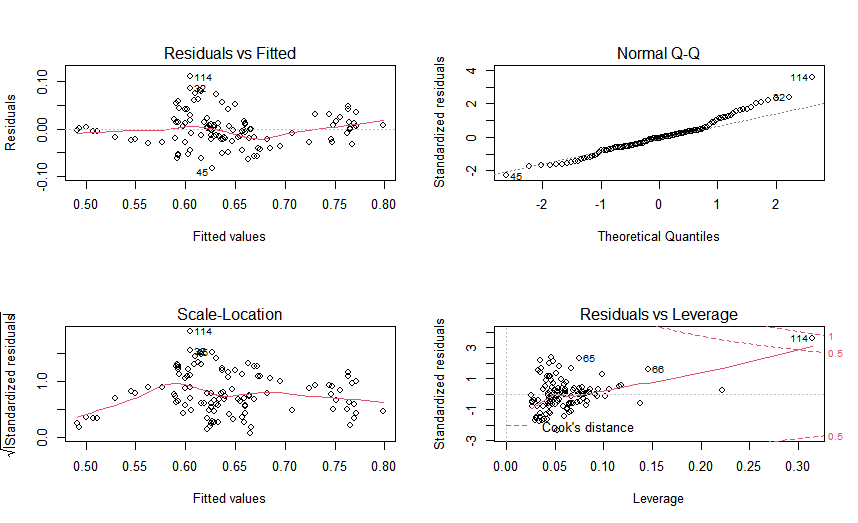 Residuals vs Fitted
Residuals
0.10
0.00
-0.10
114
45
0.50 0.55 0.60 0.65 0.70 0.75 0.80
Fitted values
Normal Q-Q
Standardized residuals
4
2
0
-2
114
45
-2 -1 0 1 2
Theoretical Quantiles
Scale-Location
√|Standardized residuals|
1.0
0.0
114
0.50 0.55 0.60 0.65 0.70 0.75 0.80
Fitted values
Residuals vs Leverage
Standardized residuals
3
1
-1
-3
114
65
66
1
0.5
0.5
Cook's distance
0.00 0.05 0.10 0.15 0.20 0.25 0.30
Leverage